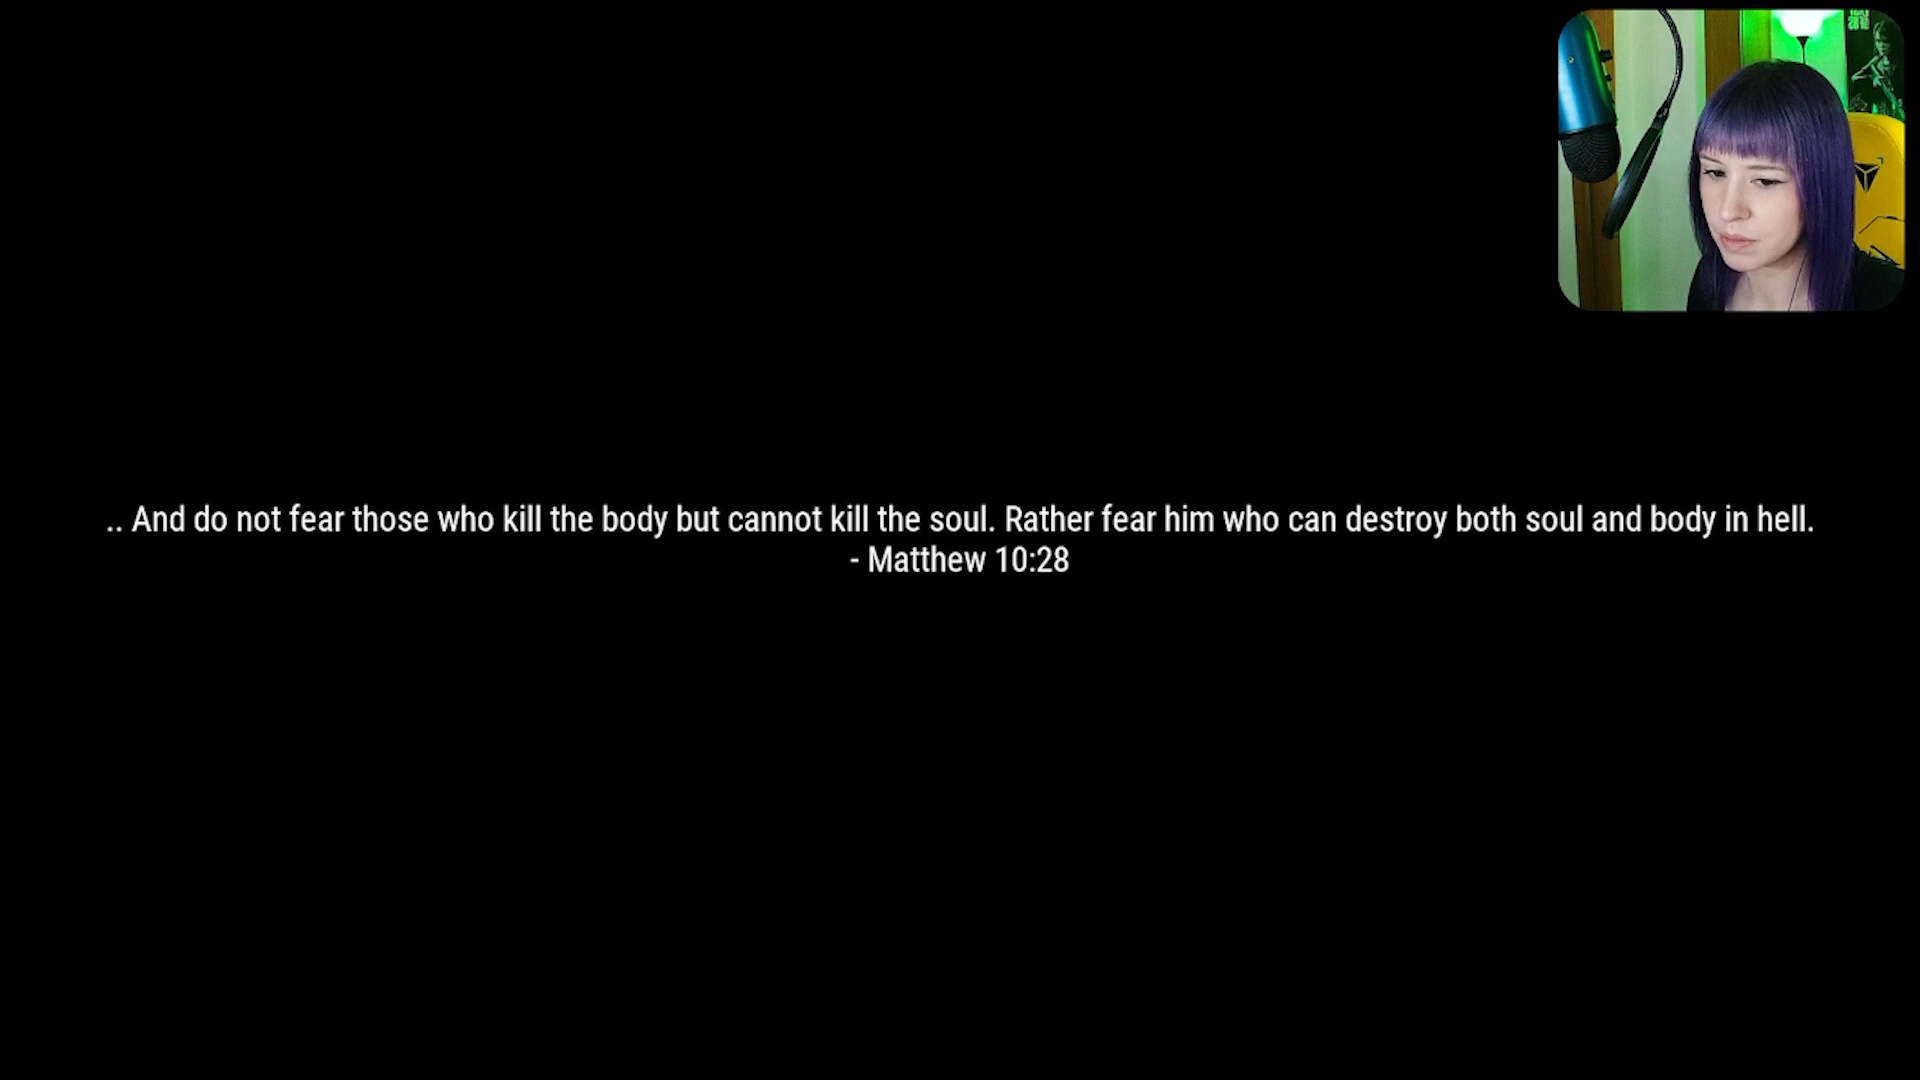 .. And do not fear those who kill the body but cannot kill the soul. Rather fear him who can destroy both soul and body in hell.
- Matthew 10:28